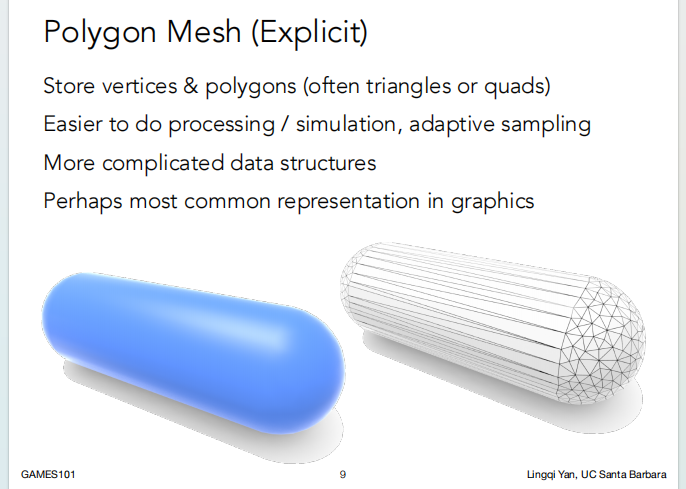 Polygon Mesh (Explicit)
Store vertices & polygons (often triangles or quads)
Easier to do processing / simulation, adaptive sampling
More complicated data structures
Perhaps most common representation in graphics
GAMES101
9
Lingqi Yan, UC Santa Barbara